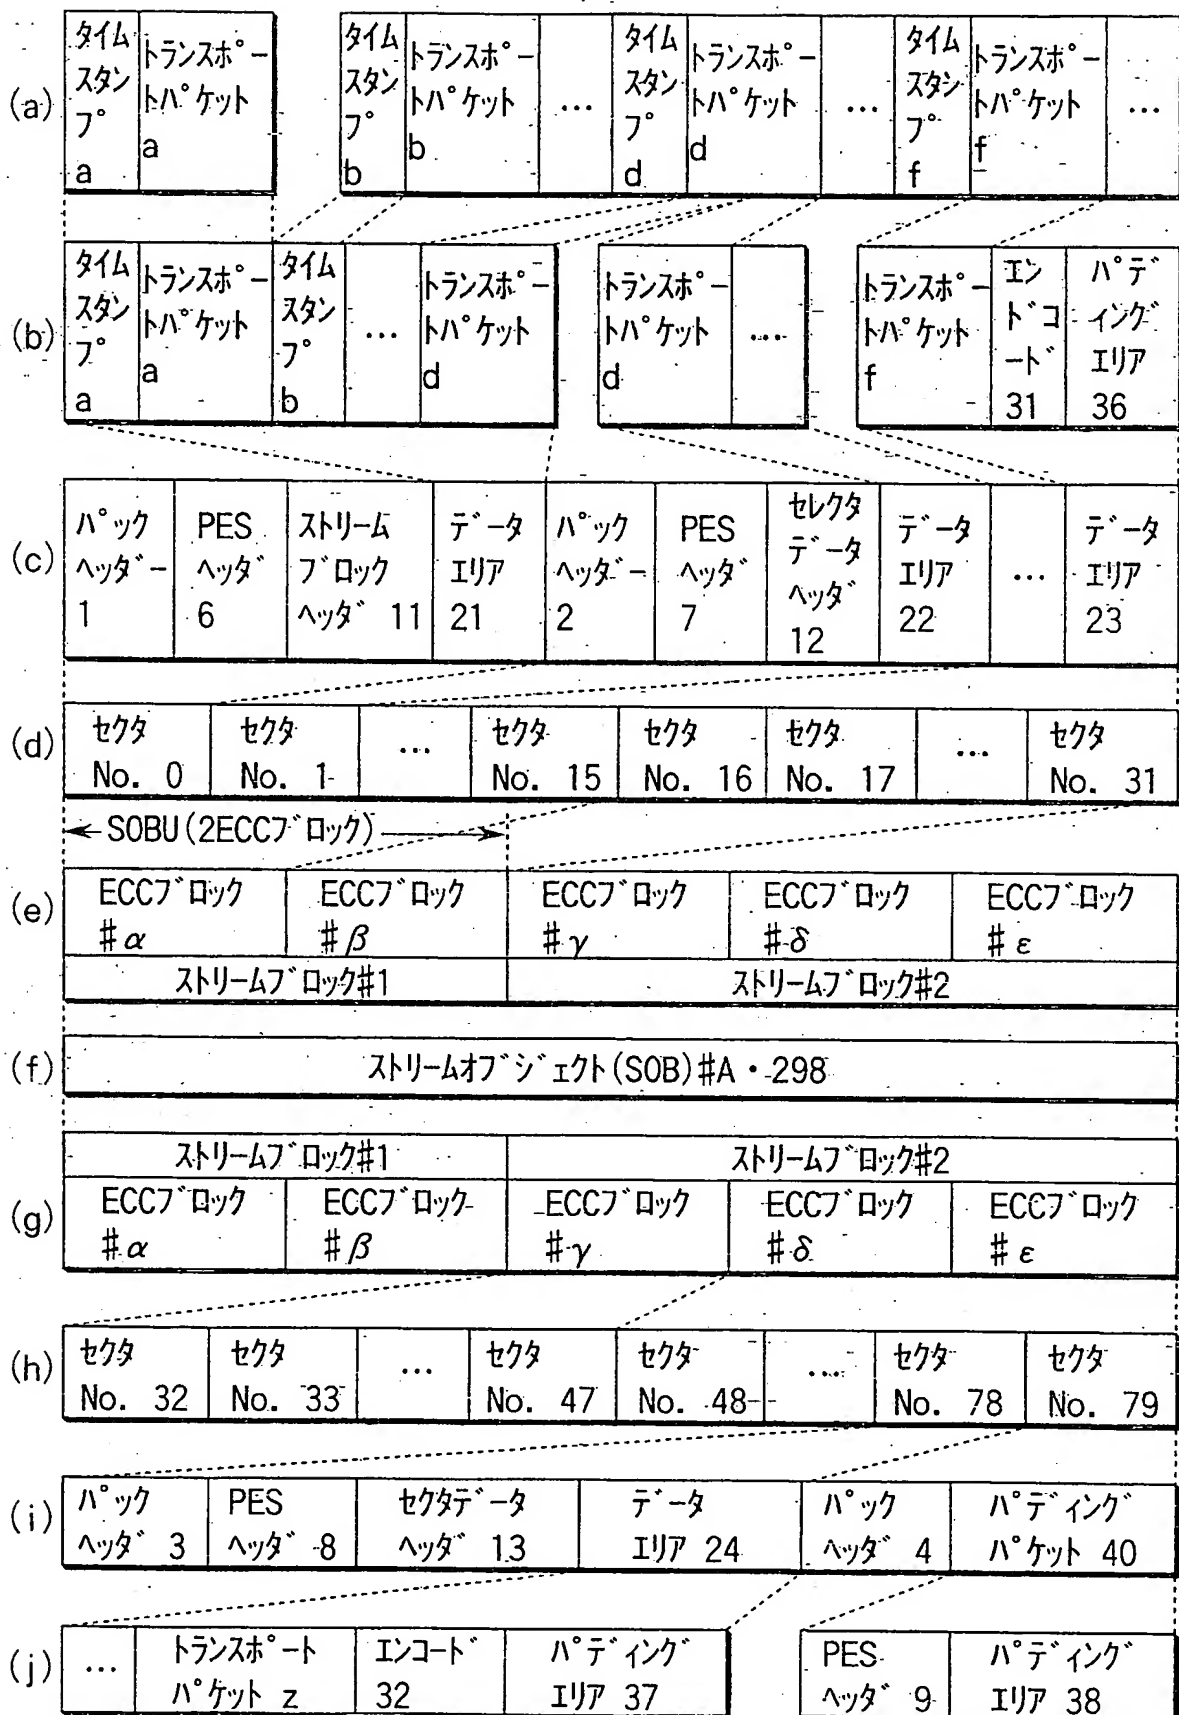 (a)
タイム
スタン
プ
a
トランスポー
トパケット
a
タイム
スタン
プ
b
トランスポー
トパケット
b
…
タイム
スタン
プ
d
トランスポー
トパケット
d
…
タイム
スタン
プ
f
トランスポー
トパケット
f
…
(b)
タイム
スタン
プ
a
トランスポー
トパケット
a
タイム
スタン
プ
b
…
トランスポー
トパケット
d
トランスポー
トパケット
d
…
トランスポー
トパケット
f
エン
ドコ
ード
31
パデ
ィング
エリア
36
(c)
パック
ヘッダー
1
PES
ヘッダ
6
ストリーム
ブロック
ヘッダ 11
データ
エリア
21
パック
ヘッダー
2
PES
ヘッダ
7
セレクタ
データ
ヘッダ
12
データ
エリア
22
…
データ
エリア
23
(d)
セクタ
No. 0
セクタ
No. 1
…
セクタ
No. 15
セクタ
No. 16
セクタ
No. 17
…
セクタ
No. 31
SOBU(2ECCブロック)
(e)
ECCブロック
#α
ECCブロック
#β
ECCブロック
#γ
ECCブロック
#δ
ECCブロック
#ε
ストリームブロック#1
ストリームブロック#2
(f)
ストリームオブジェクト(SOB)#A・298
ストリームブロック#1
ストリームブロック#2
(g)
ECCブロック
#α
ECCブロック
#β
ECCブロック
#γ
ECCブロック
#δ
ECCブロック
#ε
(h)
セクタ
No. 32
セクタ
No. 33
…
セクタ
No. 47
セクタ
No. 48
…
セクタ
No. 78
セクタ
No. 79
(i)
パック
ヘッダ 3
PES
ヘッダ 8
セクタデータ
ヘッダ 13
データ
エリア 24
パック
ヘッダ 4
パディング
パケット 40
(j)
…
トランスポート
パケット z
エンコード
32
パディング
エリア 37
PES
ヘッダ 9
パディング
エリア 38